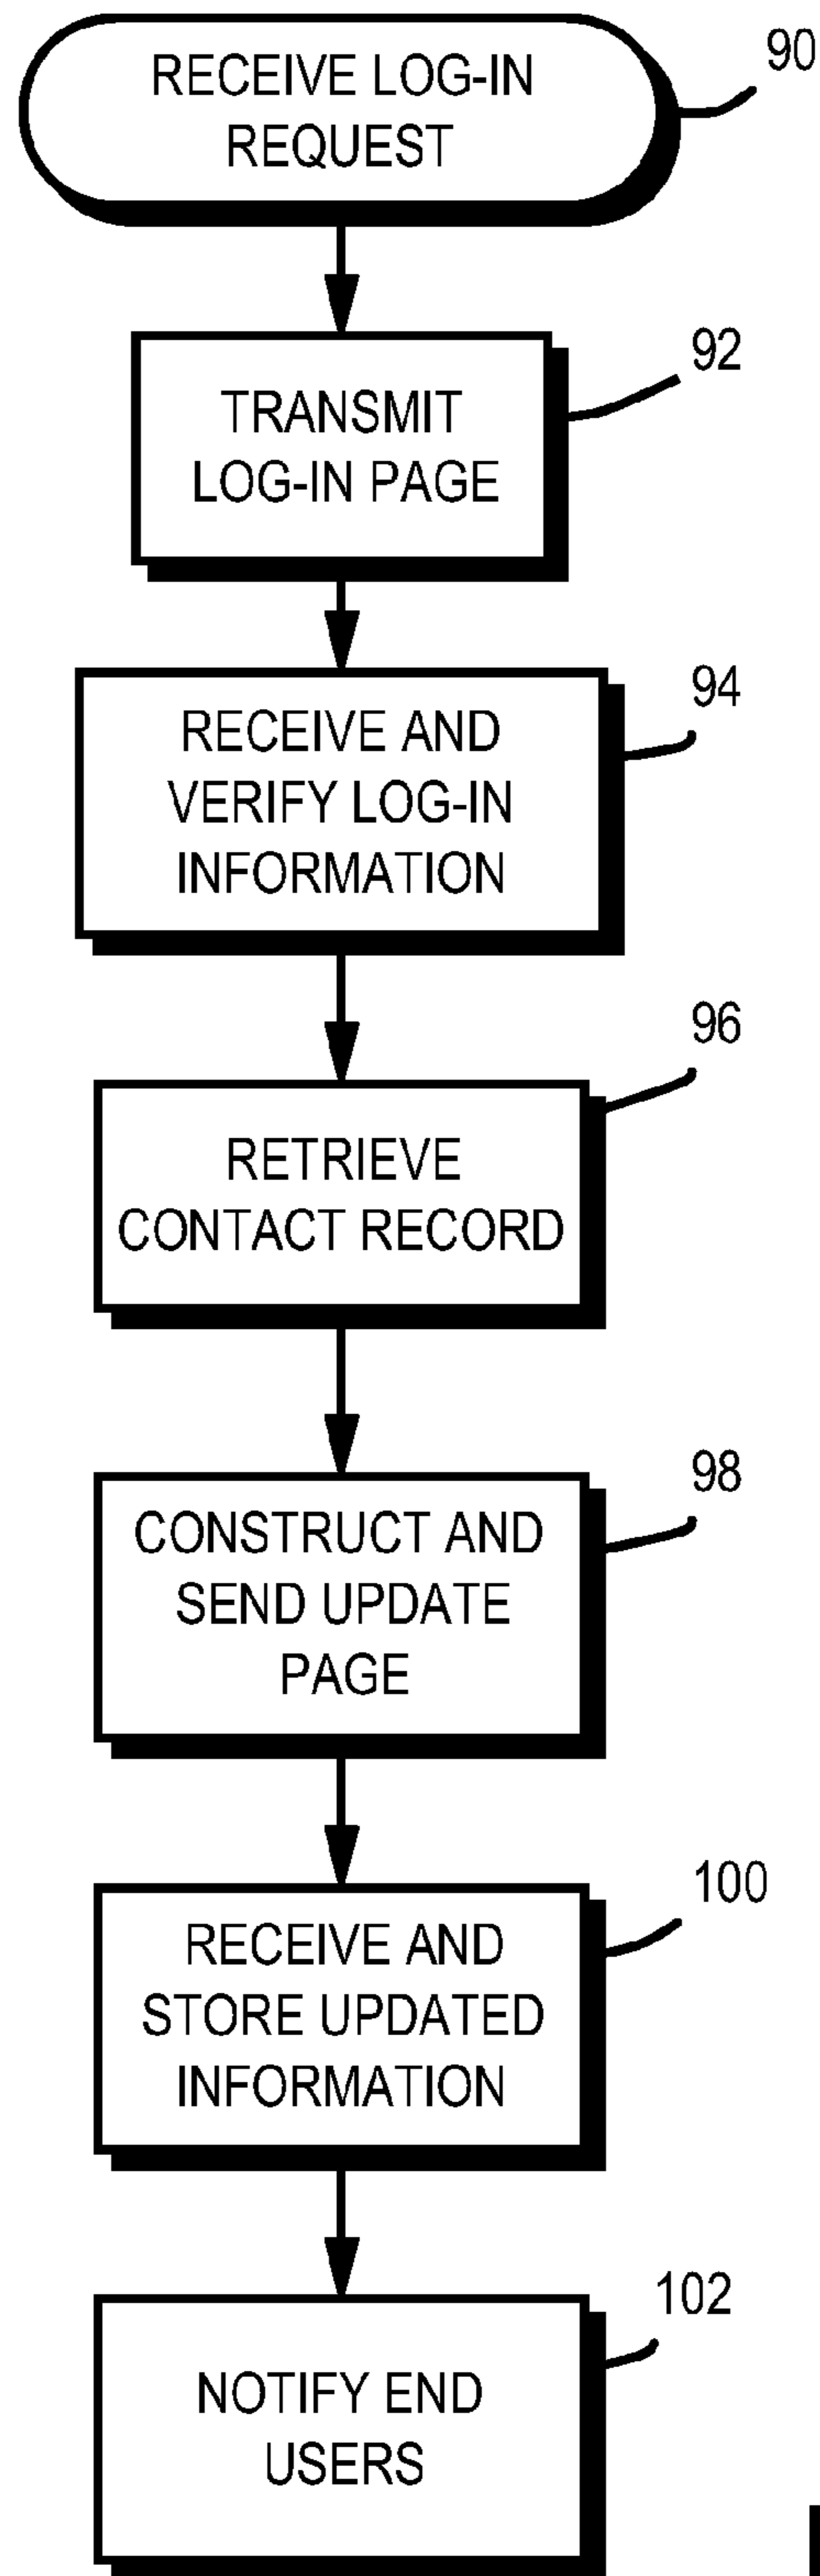 RECEIVE LOG-IN
REQUEST
90
TRANSMIT
LOG-IN PAGE
92
RECEIVE AND
VERIFY LOG-IN
INFORMATION
94
RETRIEVE
CONTACT RECORD
96
CONSTRUCT AND
SEND UPDATE
PAGE
98
RECEIVE AND
STORE UPDATED
INFORMATION
100
NOTIFY END
USERS
102